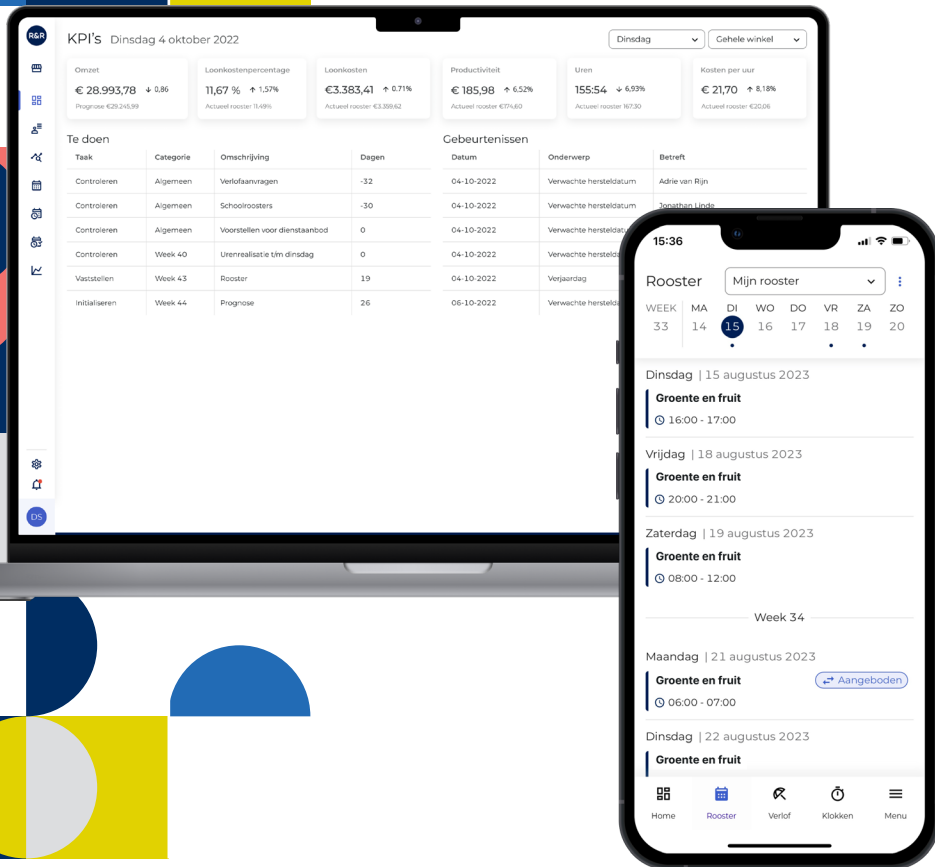 R&R
KPI's Dinsdag 4 oktober 2022
Dinsdag
Gehele winkel
Omzet
€ 28.993,78 ↓ 0,86
Prognose €29.245,99
Loonkostenpercentage
11,67 % ↑ 1,57%
Actueel rooster 11,49%
Loonkosten
€3.383,41 ↑ 0.71%
Actueel rooster €3.359,62
Productiviteit
€ 185,98 ↑ 6,52%
Actueel rooster €174,60
Uren
155:54 ↓ 6,93%
Actueel rooster 167,30
Kosten per uur
€ 21,70 ↑ 8,18%
Actueel rooster €20,06
Te doen
Taak Categorie Omschrijving Dagen
Controleren Algemeen Verlofaanvragen -32
Controleren Algemeen Schoolroosters -30
Controleren Algemeen Voorstellen voor dienstaanbod 0
Controleren Week 40 Urenrealisatie t/m dinsdag 0
Vaststellen Week 43 Rooster 19
Initialiseren Week 44 Prognose 26
Gebeurtenissen
Datum Onderwerp Betreft
04-10-2022 Verwachte hersteldatum Adrie van Rijn
04-10-2022 Verwachte hersteldatum Jonathan Linde
04-10-2022 Verwachte
04-10-2022 Verwachte
04-10-2022 Verjaardag
06-10-2022 Verwachte
DS
15:36
Rooster Mijn rooster
WEEK MA DI WO DO VR ZA ZO
33 14 15 16 17 18 19 20
Dinsdag | 15 augustus 2023
Groente en fruit
16:00 - 17:00
Vrijdag | 18 augustus 2023
Groente en fruit
20:00 - 21:00
Zaterdag | 19 augustus 2023
Groente en fruit
08:00 - 12:00
Week 34
Maandag | 21 augustus 2023
Groente en fruit
Aangeboden
06:00 - 07:00
Dinsdag | 22 augustus 2023
Groente en fruit
Home Rooster Verlof Klokken Menu